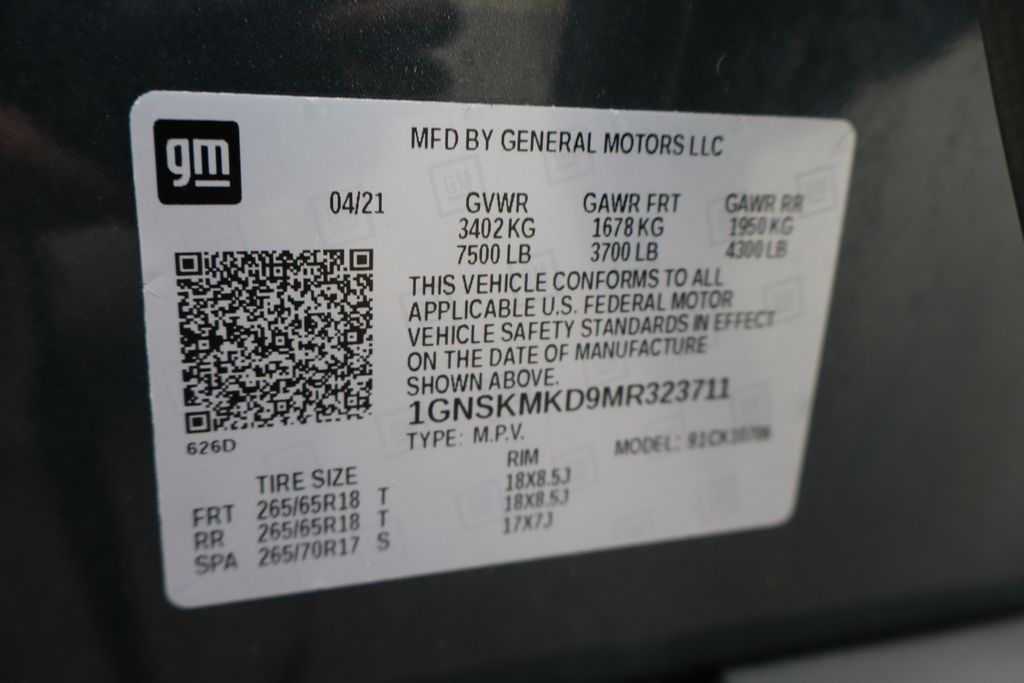 gm
MFD BY GENERAL MOTORS LLC
04/21 GVWR GAWR FRT GAWR RR
3402 KG 1678 KG 1950 KG
7500 LB 3700 LB 4300 LB
THIS VEHICLE CONFORMS TO ALL
APPLICABLE U.S. FEDERAL MOTOR
VEHICLE SAFETY STANDARDS IN EFFECT
ON THE DATE OF MANUFACTURE
SHOWN ABOVE.
1GNSKMKD9MR323711
626D
TYPE: M.P.V. MODEL:
TIRE SIZE RIM
FRT 265/65R18 T 18X8.5J
RR 265/65R18 T 18X8.5J
SPA 265/70R17 S 17X7J